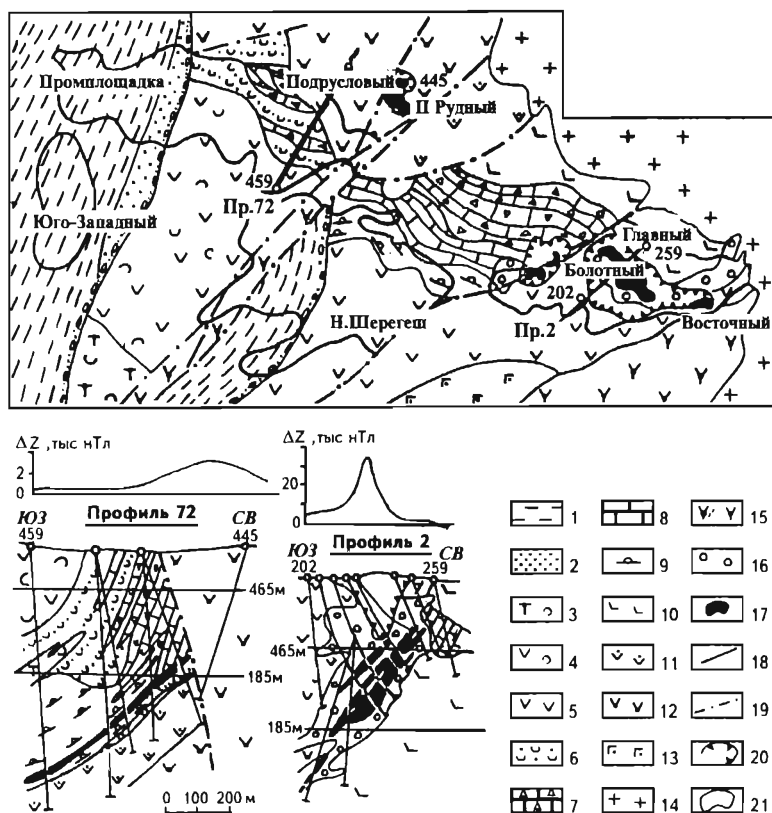 Промплощадка
Подрусловый
445
П Рудный
459
Пр.72
Юго-Западный
Главный
259
Болотный
202
Н.Шерегеш
Пр.2
Восточный
ΔZ ,тыс нТл
2
0
ΔZ ,тыс нТл
20
0
ЮЗ Профиль 72 СВ
459 445
465м
185м
0 100 200 м
ЮЗ Профиль 2 СВ
202 259
465м
185м
1 8 15
2 9 16
3 10 17
4 11 18
5 12 19
6 13 20
7 14 21